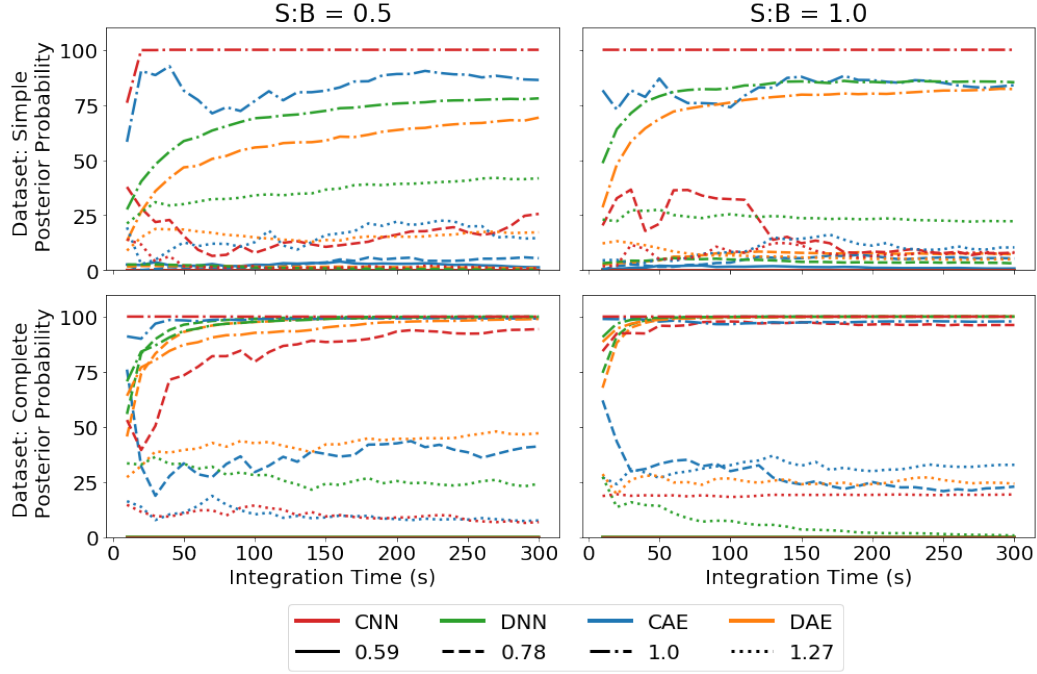 S:B = 0.5
S:B = 1.0
Dataset: Simple
Posterior Probability
100
75
50
25
0
Dataset: Complete
Posterior Probability
100
75
50
25
0
0 50 100 150 200 250 300
0 50 100 150 200 250 300
Integration Time (s)
Integration Time (s)
CNN DNN CAE DAE
0.59 0.78 1.0 1.27